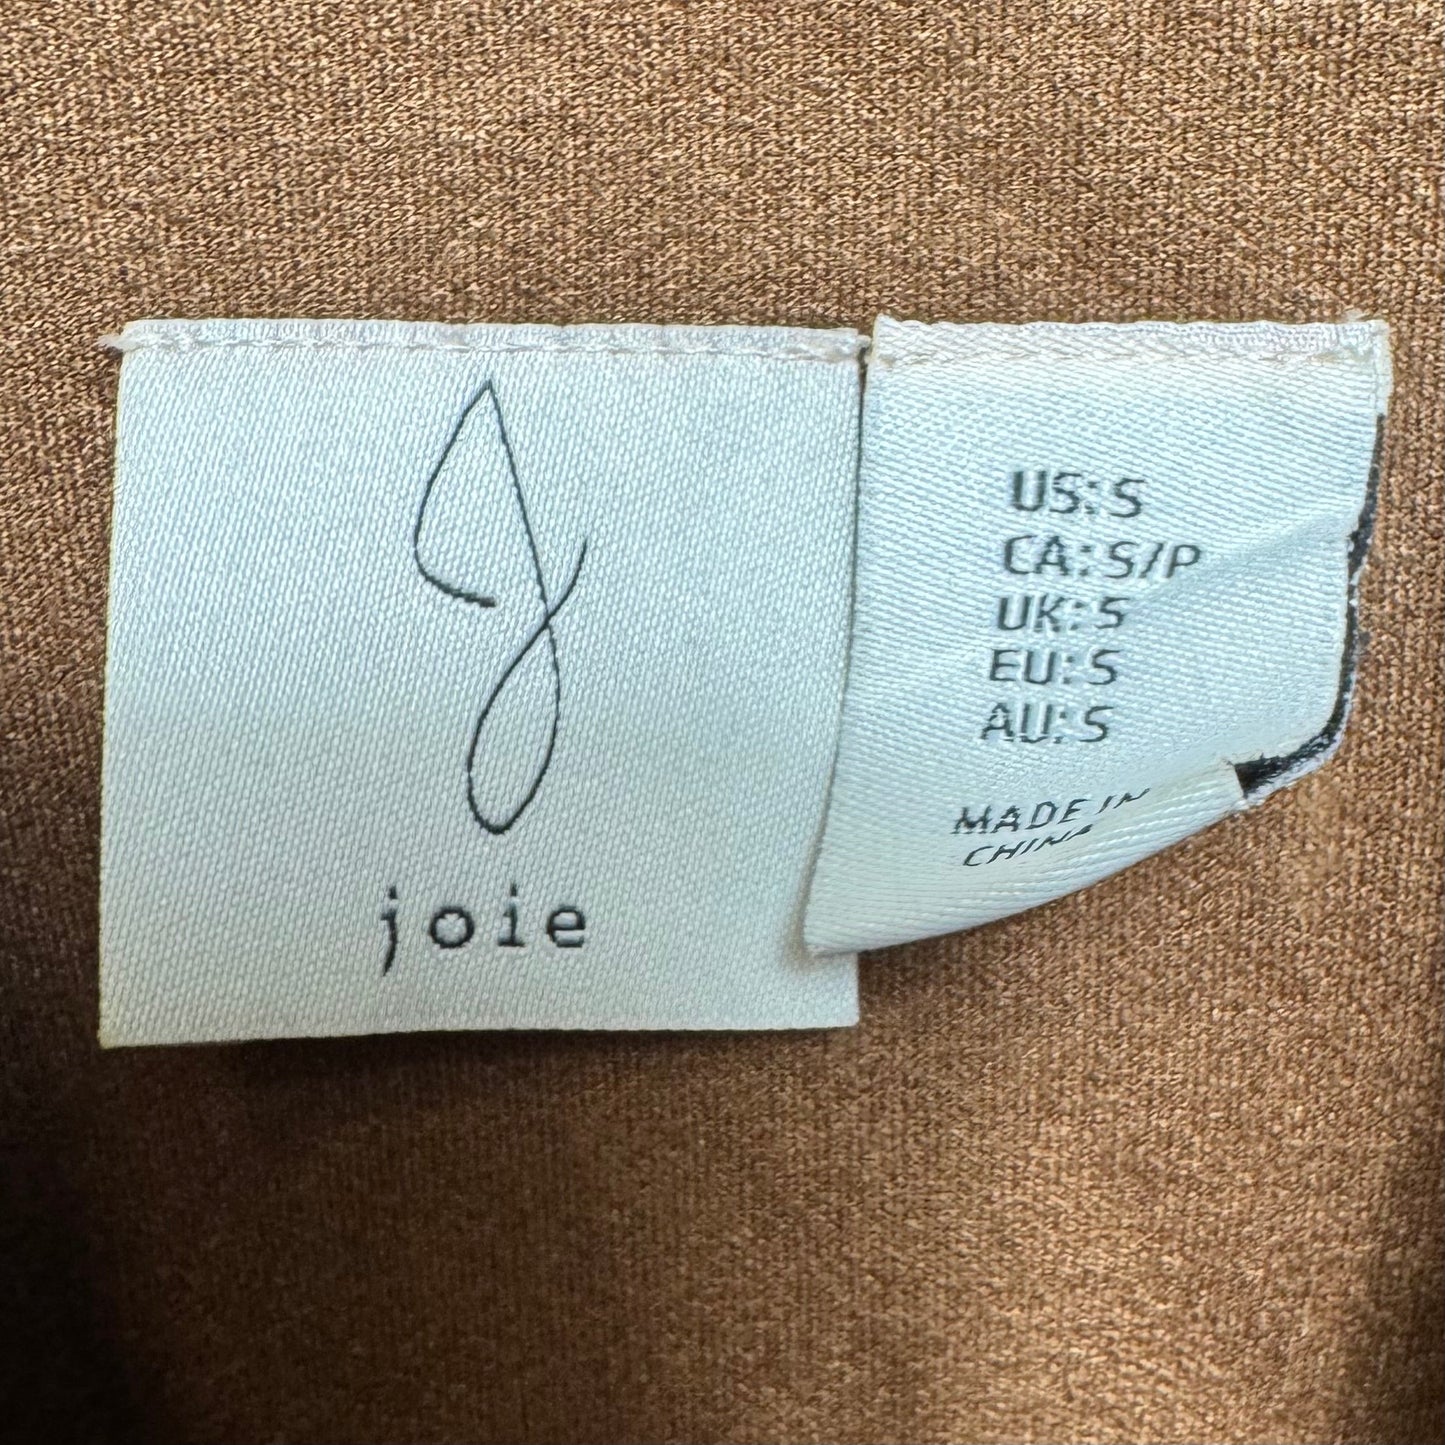 joie
US: S
CA: S/P
UK: S
EU: S
AU: S
MADE IN
CHINA